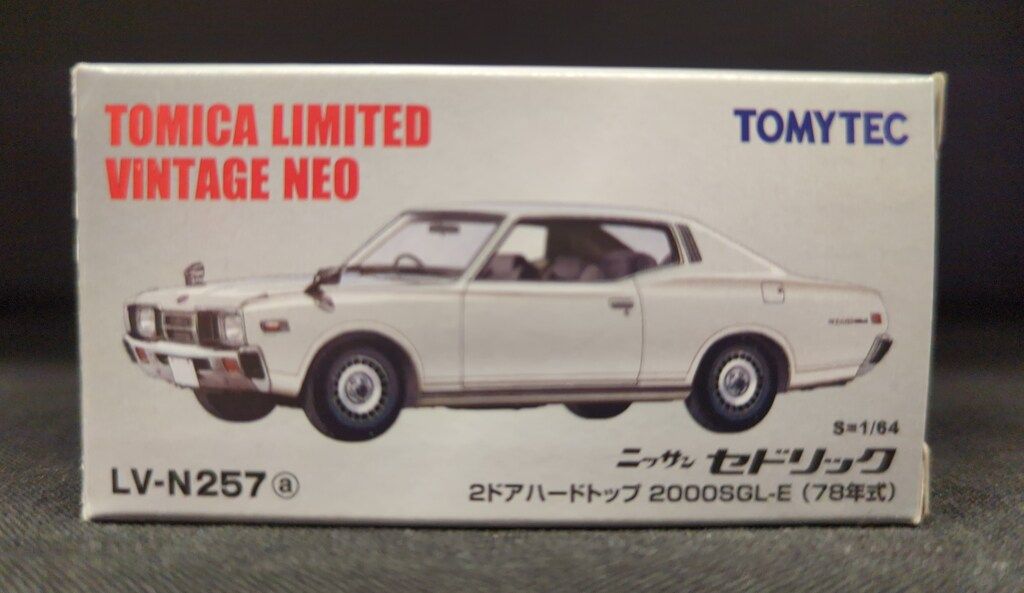 TOMICA LIMITED
VINTAGE NEO
TOMYTEC
S=1/64
ニッサン セドリック
LV-N257 ⓐ
2ドアハードトップ 2000SGL-E (78年式)